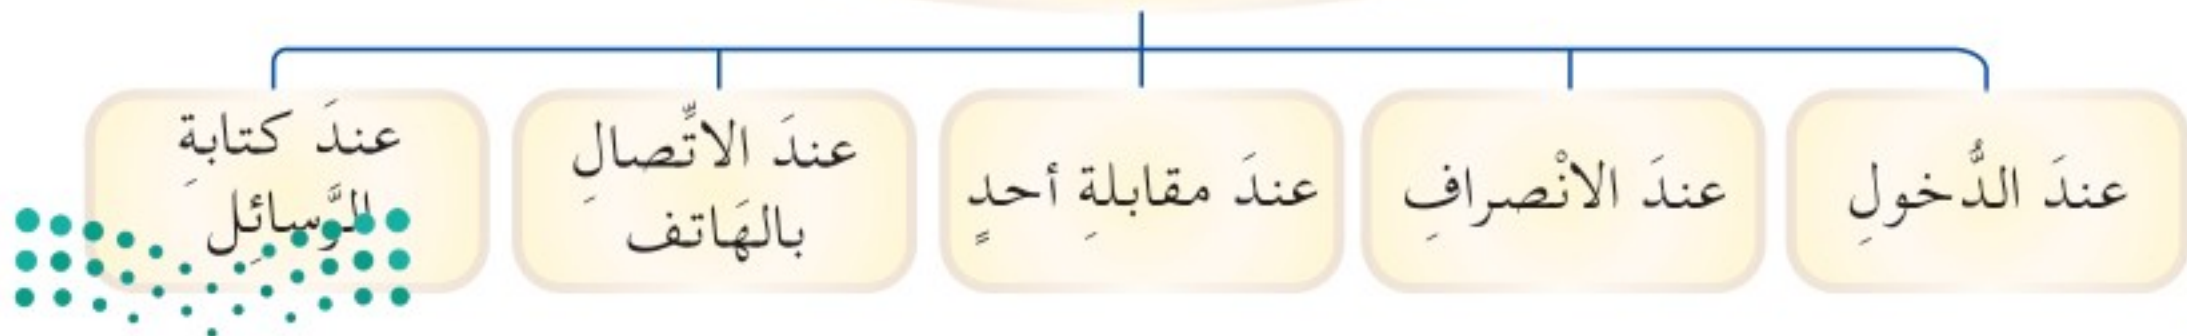 عندَ الدُّخولِ
عندَ الانْصرافِ
عندَ مقابلةِ أحدٍ
عندَ الاتِّصالِ
بالهَاتف
عندَ كتابةِ
الرَّسائِل